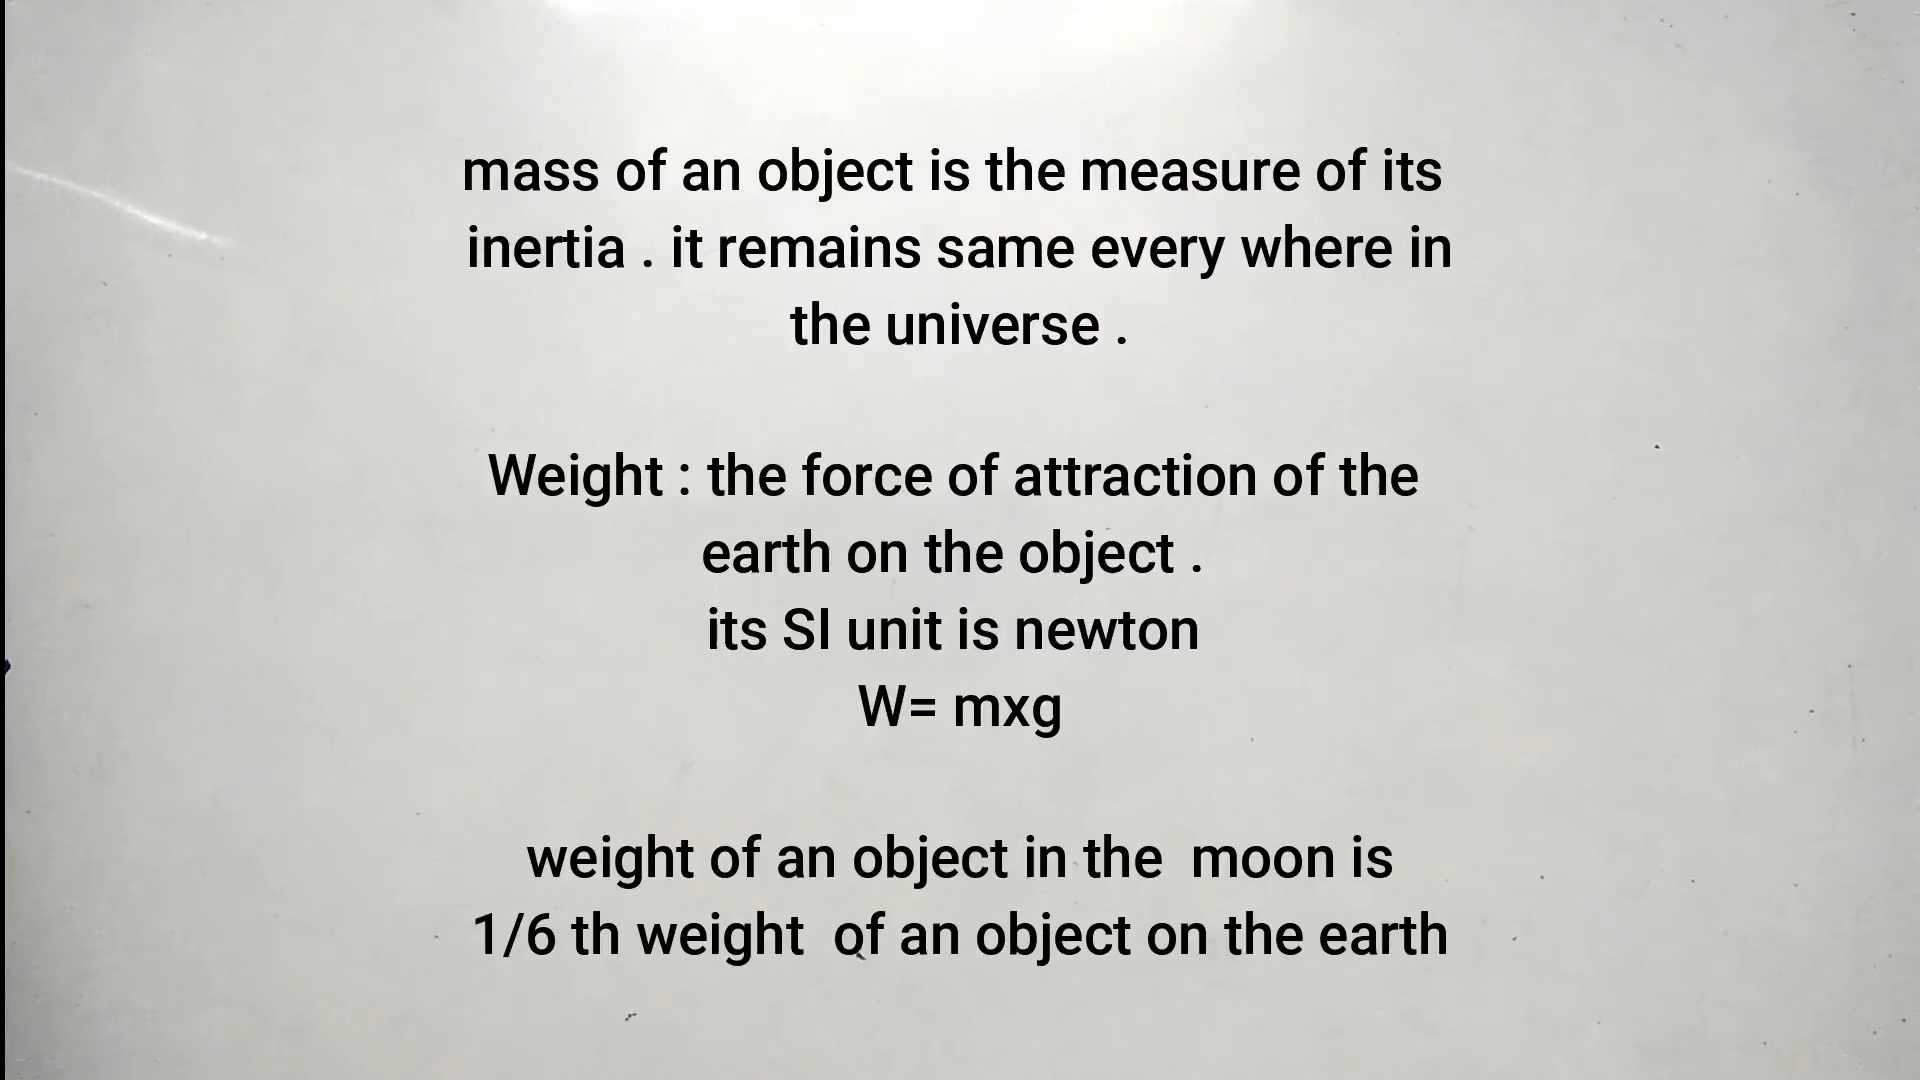 mass of an object is the measure of its
inertia . it remains same every where in
the universe .
Weight : the force of attraction of the
earth on the object .
its SI unit is newton
W= mxg
weight of an object in the  moon is
1/6 th weight  of an object on the earth